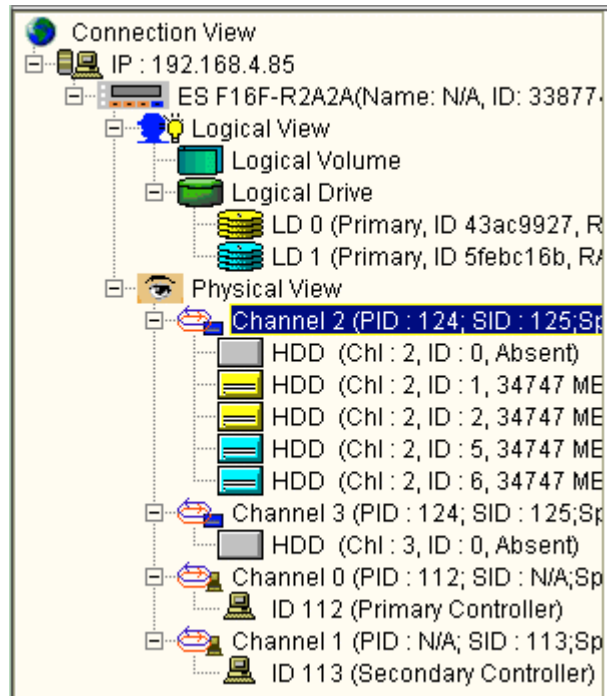 Connection View
IP : 192.168.4.85
ES F16F-R2A2A(Name: N/A, ID: 33877
Logical View
Logical Volume
Logical Drive
LD 0 (Primary, ID 43ac9927, R
LD 1 (Primary, ID 5febc16b, RA
Physical View
Channel 2 (PID : 124; SID : 125;Sp
HDD (Chl : 2, ID : 0, Absent)
HDD (Chl : 2, ID : 1, 34747 ME
HDD (Chl : 2, ID : 2, 34747 ME
HDD (Chl : 2, ID : 5, 34747 ME
HDD (Chl : 2, ID : 6, 34747 ME
Channel 3 (PID : 124; SID : 125;Sp
HDD (Chl : 3, ID : 0, Absent)
Channel 0 (PID : 112; SID : N/A;Sp
ID 112 (Primary Controller)
Channel 1 (PID : N/A; SID : 113;Sp
ID 113 (Secondary Controller)